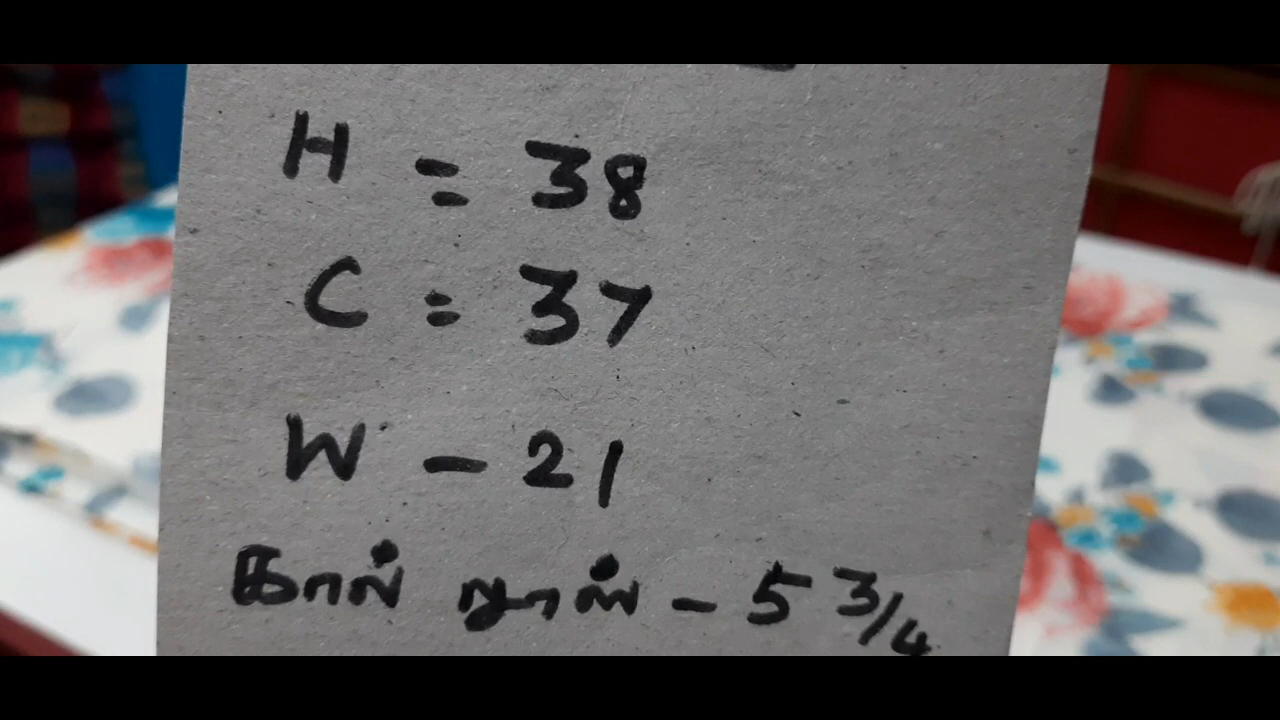 H = 38
C = 37
W - 21
கால் நூல் - 5 3/4